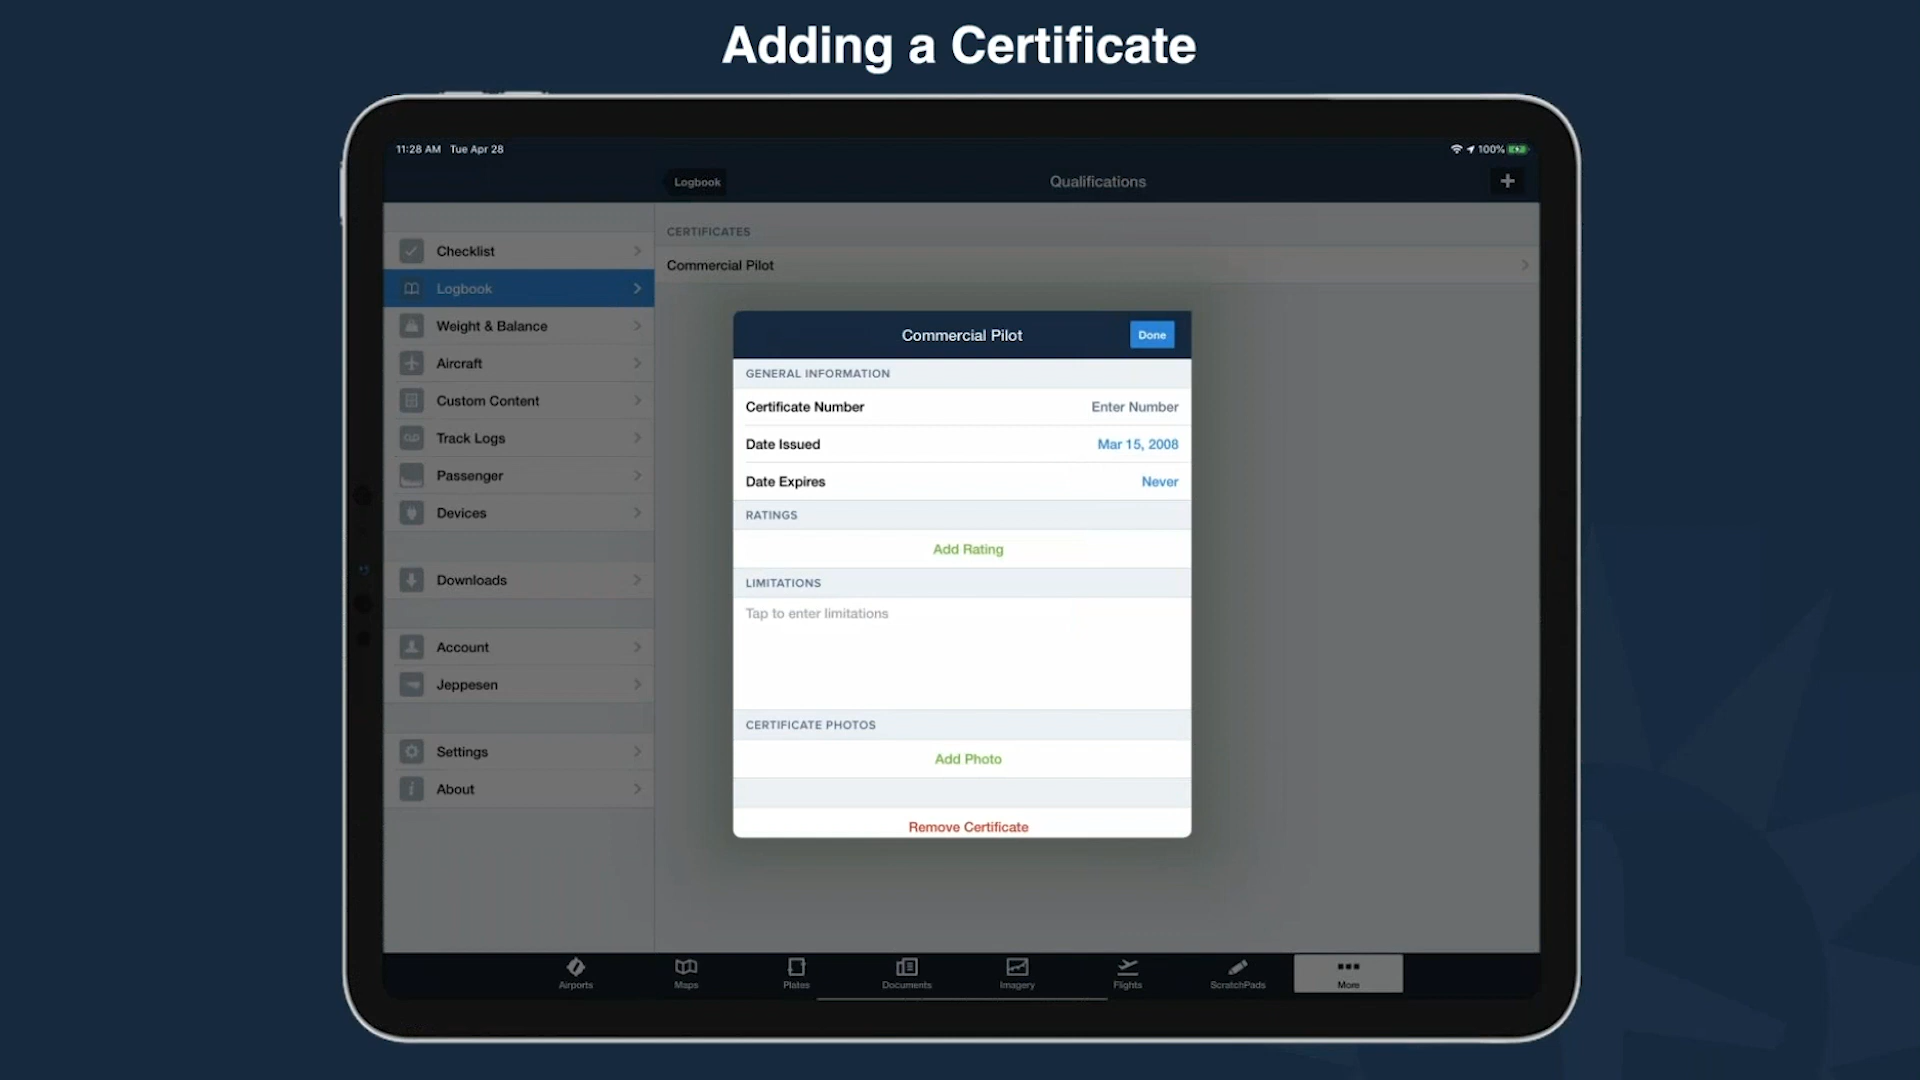 Adding a Certificate
11:28 AM Tue Apr 28
100%
Logbook
Qualifications
+
Checklist
Logbook
Weight & Balance
Aircraft
Custom Content
Track Logs
Passenger
Devices
Downloads
Account
Jeppesen
Settings
About
CERTIFICATES
Commercial Pilot
Commercial Pilot
Done
GENERAL INFORMATION
Certificate Number Enter Number
Date Issued Mar 15, 2008
Date Expires Never
RATINGS
Add Rating
LIMITATIONS
Tap to enter limitations
CERTIFICATE PHOTOS
Add Photo
Remove Certificate
Airports
Maps
Plates
Documents
Imagery
Flights
ScratchPads
More